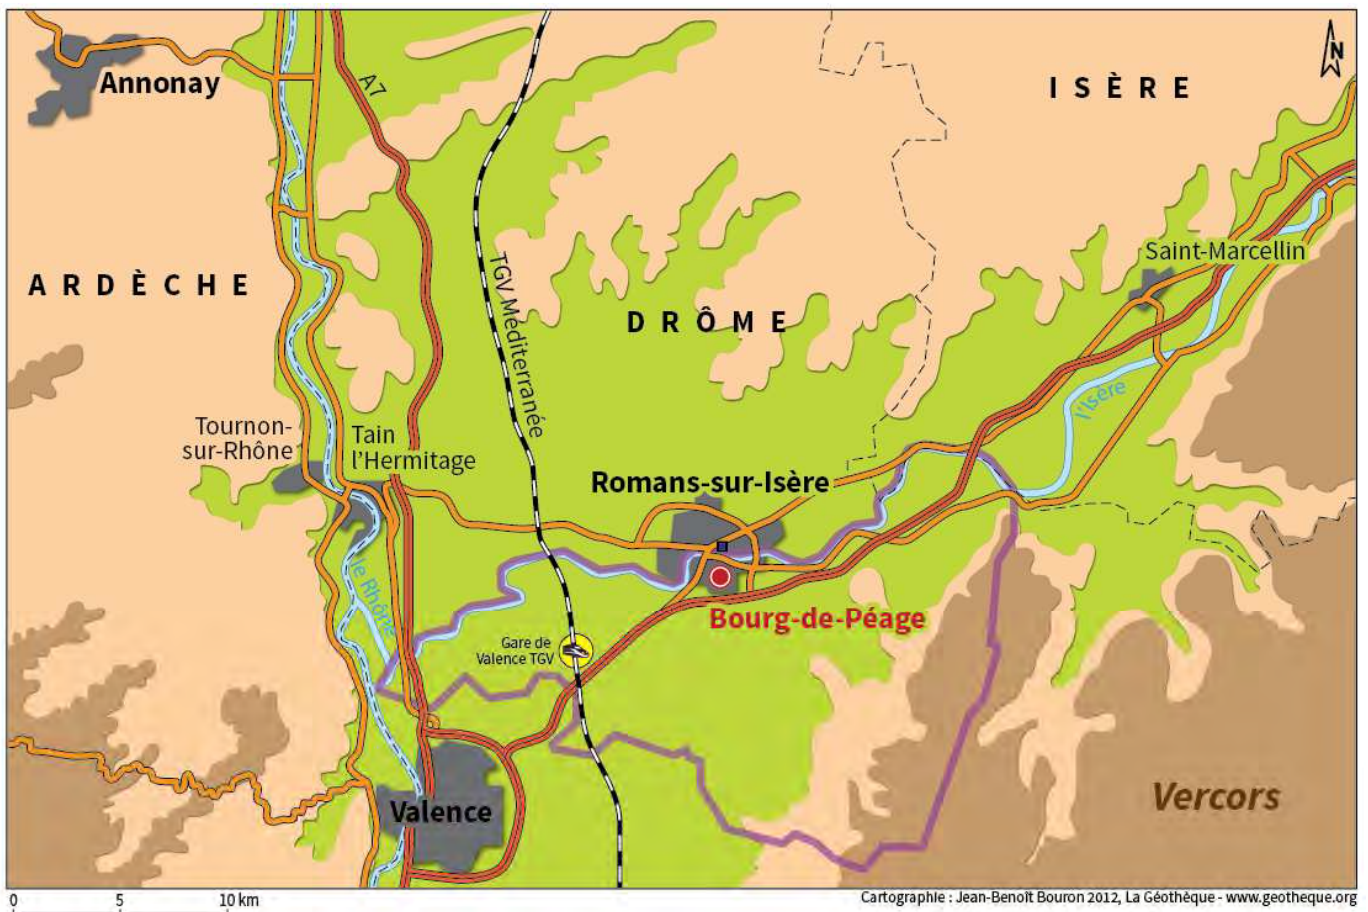 N
Annonay
A7
ISÈRE
Saint-Marcellin
ARDÈCHE
TGV Méditerranée
DRÔME
l'Isère
Tournon-
sur-Rhône
Tain
l'Hermitage
Romans-sur-Isère
le Rhône
Bourg-de-Péage
Gare de
Valence TGV
Vercors
Valence
0 5 10 km
Cartographie : Jean-Benoît Bouron 2012, La Géothèque - www.geotheque.org